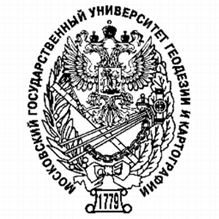 МОСКОВСКИЙ ГОСУДАРСТВЕННЫЙ УНИВЕРСИТЕТ ГЕОДЕЗИИ И КАРТОГРАФИИ
1779